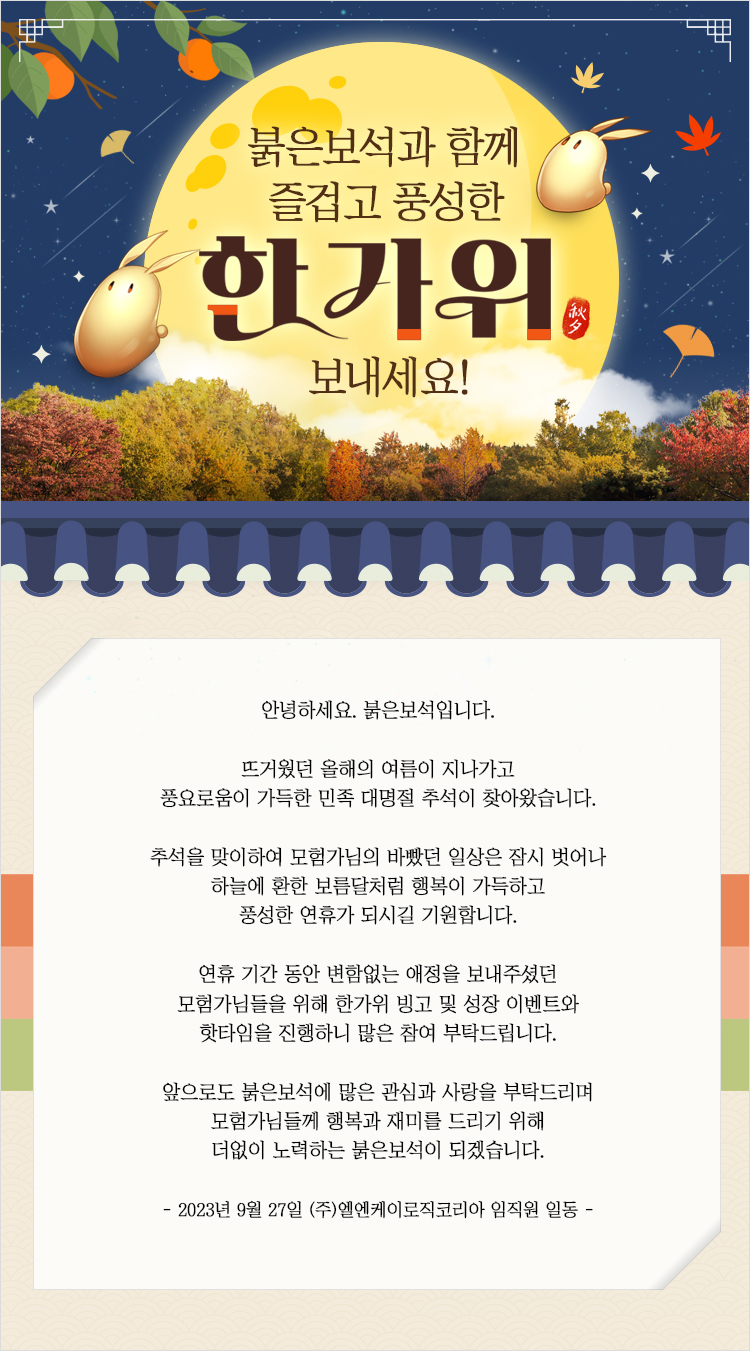 붉은보석과 함께
즐겁고 풍성한
한가위
秋夕
보내세요!
안녕하세요. 붉은보석입니다.
뜨거웠던 올해의 여름이 지나가고
풍요로움이 가득한 민족 대명절 추석이 찾아왔습니다.
추석을 맞이하여 모험가님의 바빴던 일상은 잠시 벗어나
하늘에 환한 보름달처럼 행복이 가득하고
풍성한 연휴가 되시길 기원합니다.
연휴 기간 동안 변함없는 애정을 보내주셨던
모험가님들을 위해 한가위 빙고 및 성장 이벤트와
핫타임을 진행하니 많은 참여 부탁드립니다.
앞으로도 붉은보석에 많은 관심과 사랑을 부탁드리며
모험가님들께 행복과 재미를 드리기 위해
더없이 노력하는 붉은보석이 되겠습니다.
- 2023년 9월 27일 (주)엘엔케이로직코리아 임직원 일동 -